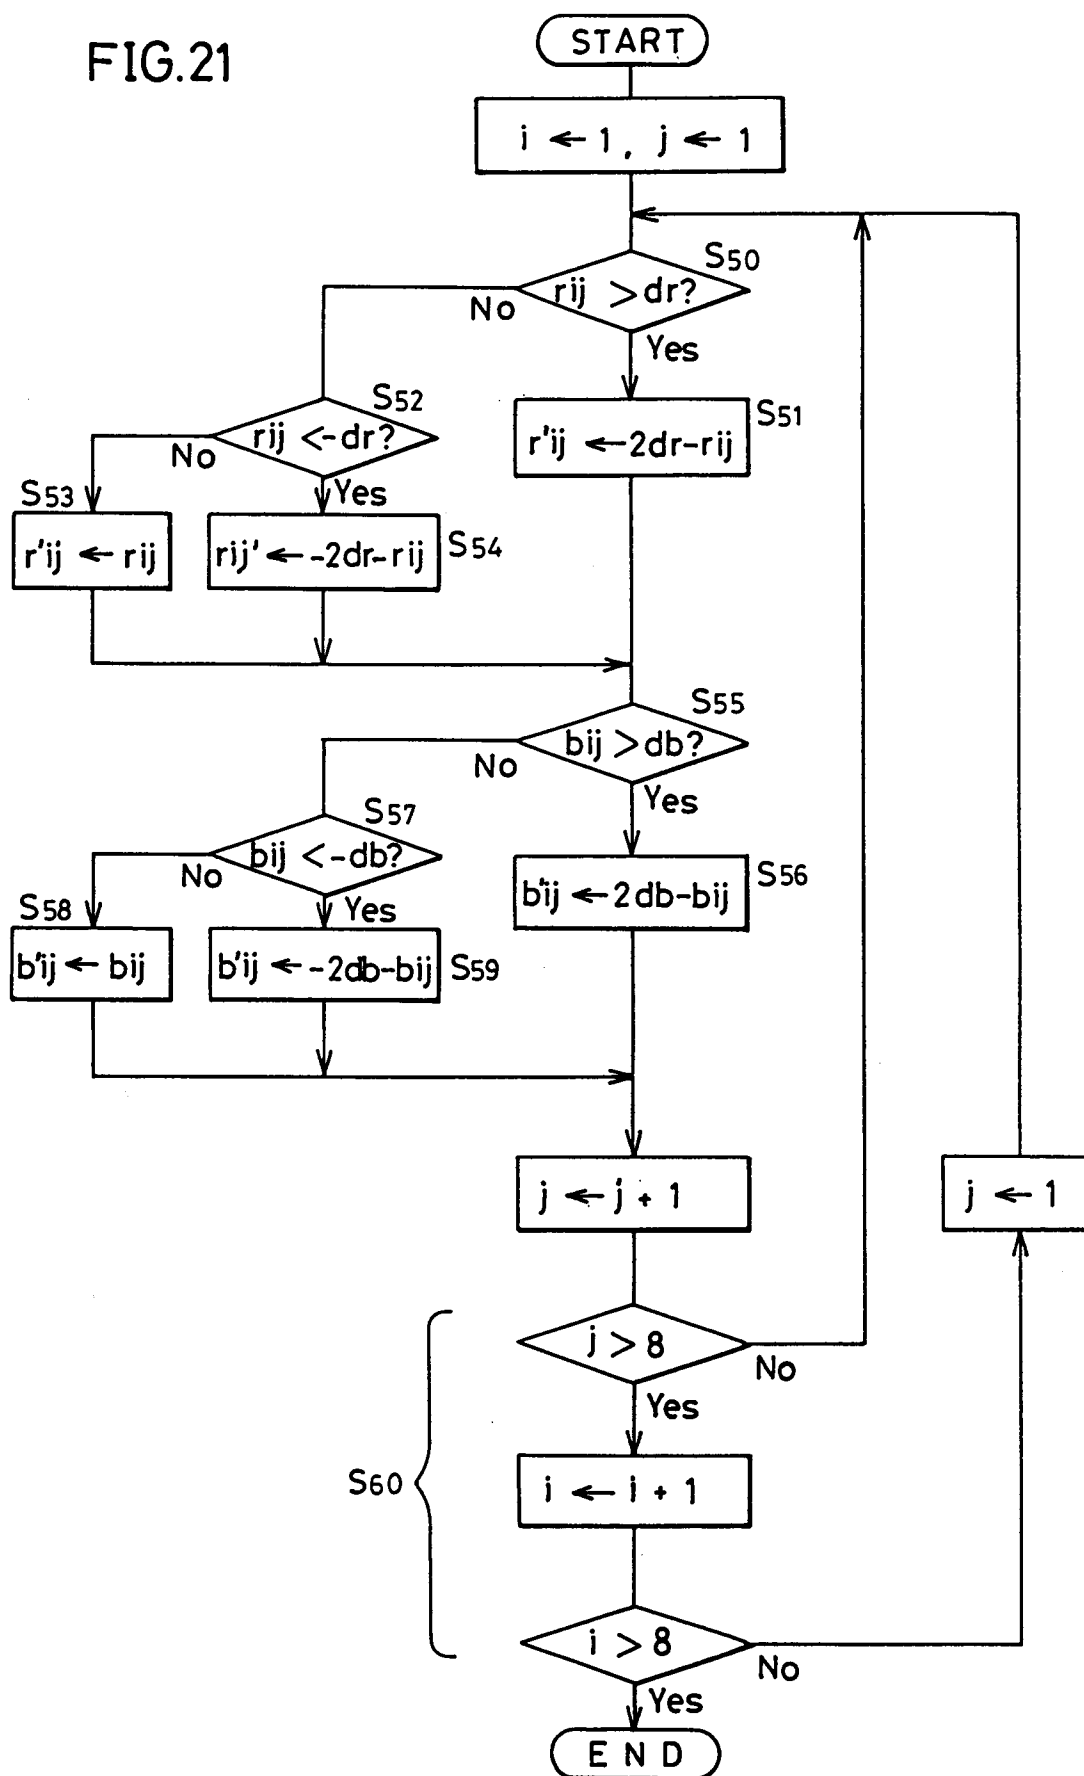 FIG.21
START
i ← 1, j ← 1
S50
rij > dr?
No
Yes
S52
rij <-dr?
No
Yes
S51
r'ij ← 2dr-rij
S53
r'ij ← rij
rij' ← -2dr-rij
S54
S55
bij > db?
No
Yes
S57
bij <-db?
No
Yes
S56
b'ij ← 2db-bij
S58
b'ij ← bij
b'ij ← -2db-bij
S59
j ← j + 1
j ← 1
j > 8
No
Yes
S60
i ← i + 1
i > 8
No
Yes
END